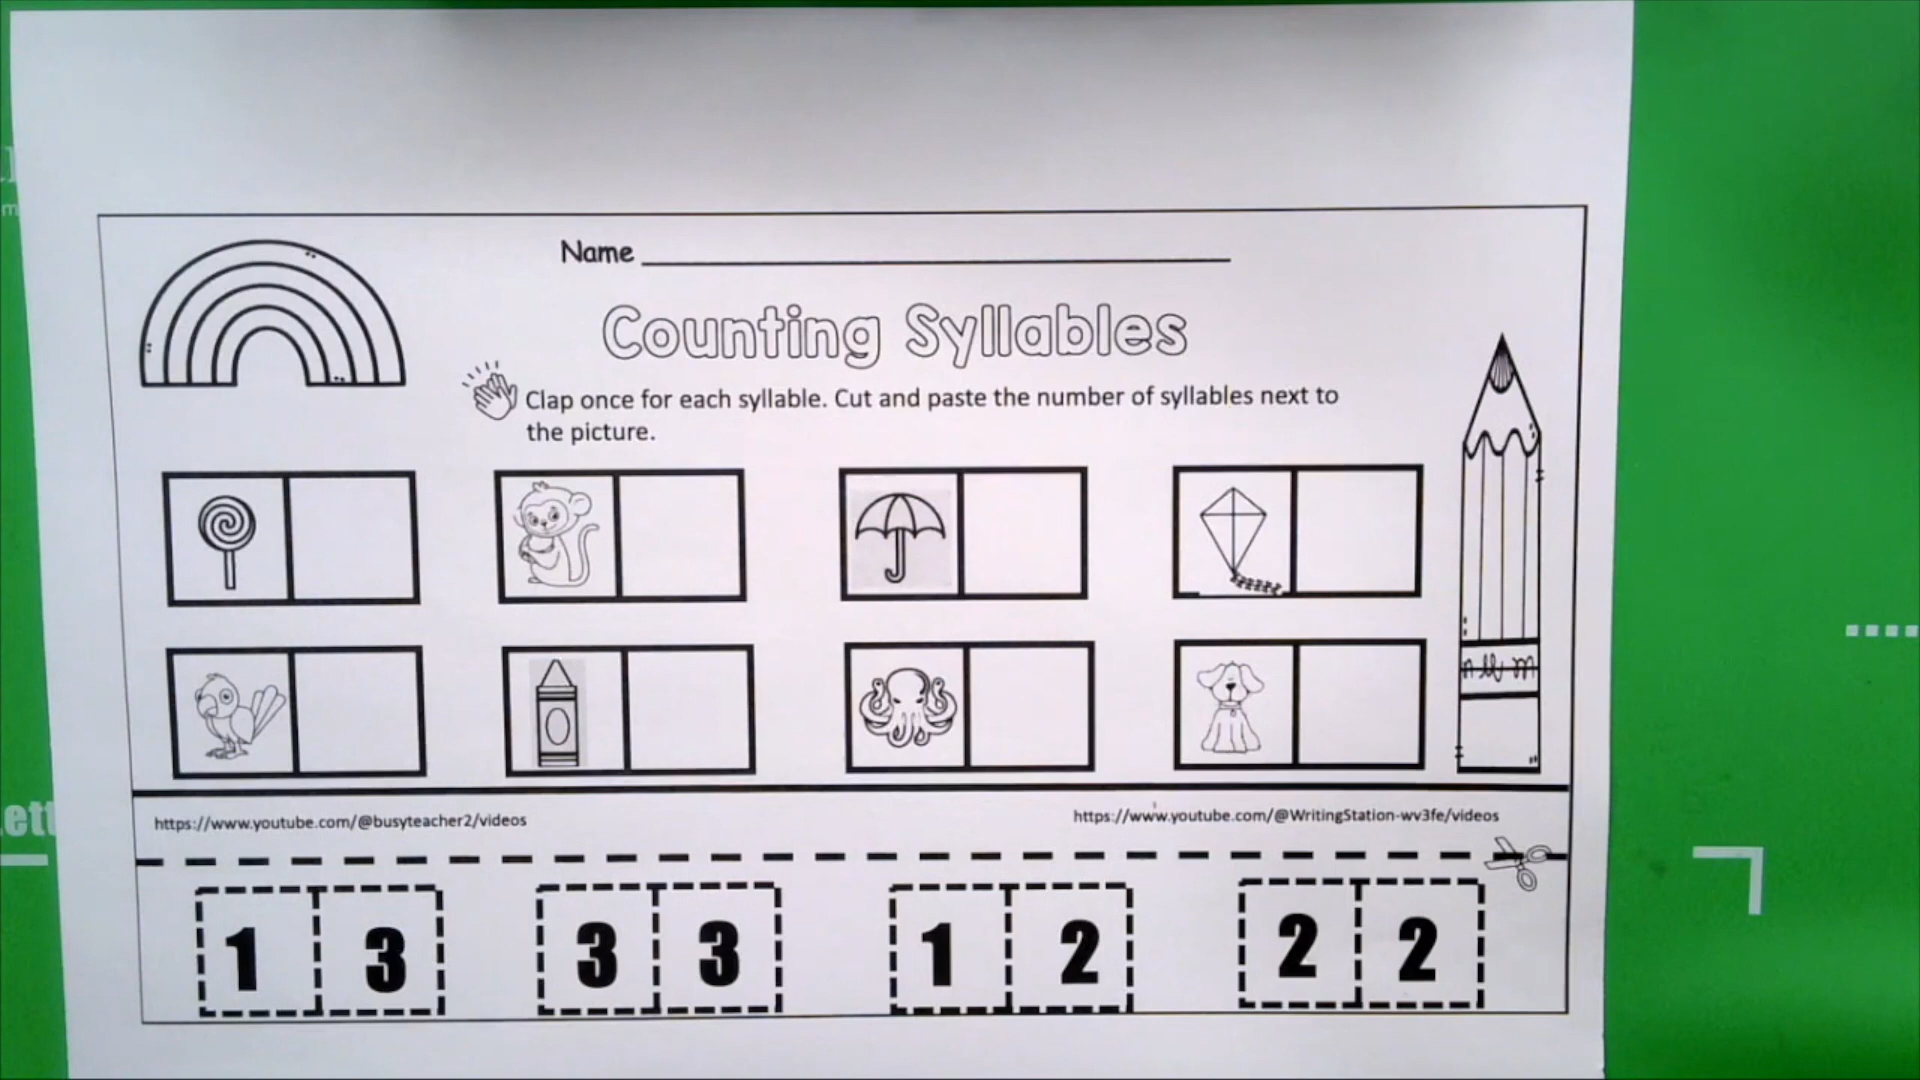 Name
Counting Syllables
Clap once for each syllable. Cut and paste the number of syllables next to
the picture.
https://www.youtube.com/@busyteacher2/videos
https://www.youtube.com/@WritingStation-wv3fe/videos
1 3 3 3 1 2 2 2